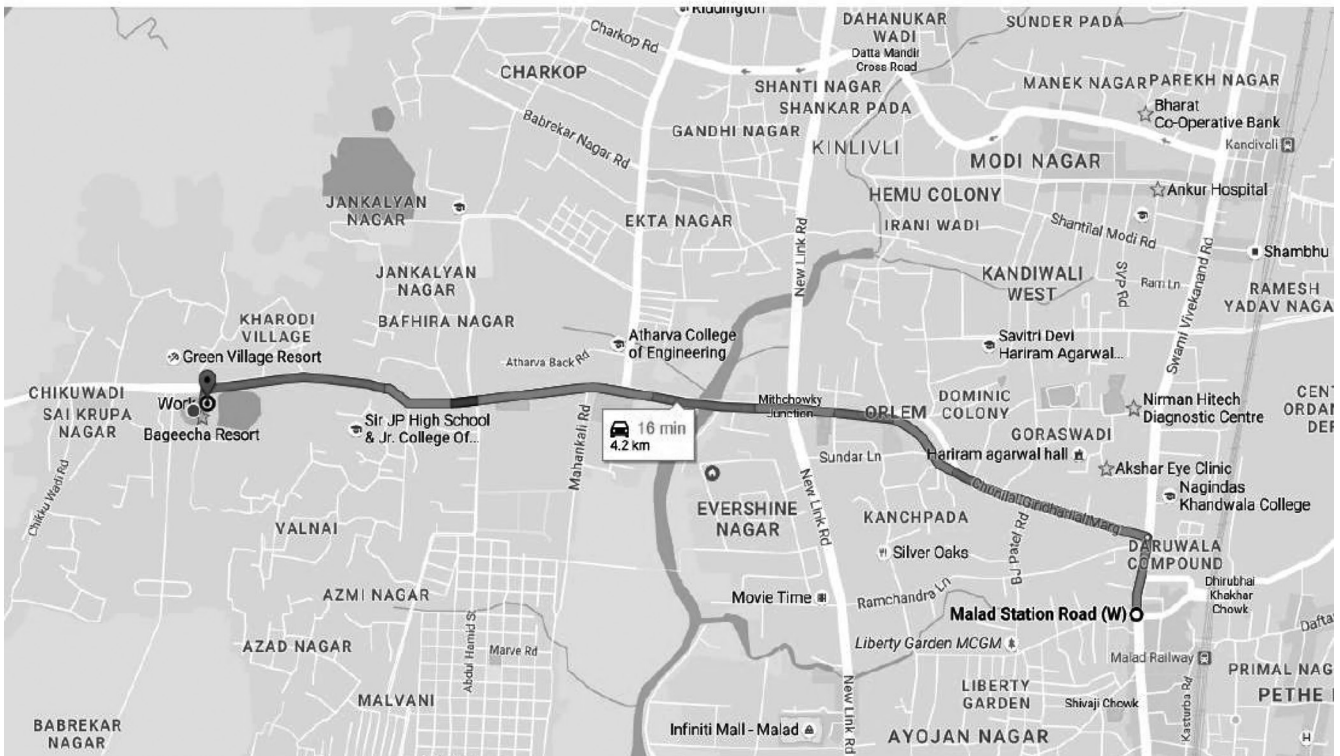 Kiddington
DAHANUKAR
WADI
SUNDER PADA
Charkop Rd
Datta Mandir
Cross Road
CHARKOP
SHANTI NAGAR
SHANKAR PADA
MANEK NAGAR
PAREKH NAGAR
Bharat
Co-Operative Bank
Babrekar Nagar Rd
GANDHI NAGAR
KINLIVLI
MODI NAGAR
Kandivali
JANKALYAN
NAGAR
HEMU COLONY
Ankur Hospital
EKTA NAGAR
IRANI WADI
Shantilal Modi Rd
New Link Rd
Swami Vivekanand Rd
Shambhu
JANKALYAN
NAGAR
KANDIWALI
WEST
SVP Rd
Ram Ln
RAMESH
YADAV NAGA
KHARODI
VILLAGE
BAFHIRA NAGAR
Atharva College
of Engineering
Savitri Devi
Hariram Agarwal...
Green Village Resort
Atharva Back Rd
CHIKUWADI
SAI KRUPA
NAGAR
Work
Bageecha Resort
Sir JP High School
& Jr. College Of...
Mithchowky
Junction
ORLEM
DOMINIC
COLONY
Nirman Hitech
Diagnostic Centre
CENT
ORDAN
DEP
16 min
4.2 km
GORASWADI
Hariram agarwal hall
Mahankali Rd
Sundar Ln
Akshar Eye Clinic
Nagindas
Khandwala College
Chikku Wadi Rd
Chunilal Girdharilal Marg
VALNAI
EVERSHINE
NAGAR
New Link Rd
KANCHPADA
BJ Patel Rd
Silver Oaks
DARUWALA
COMPOUND
Dhirubhai
Khakhar
Chowk
AZMI NAGAR
Movie Time
Ramchandra Ln
Malad Station Road (W)
Abdul Hamid St
Daftar
AZAD NAGAR
Marve Rd
Liberty Garden MCGM
Malad Railway
PRIMAL NAG
MALVANI
New Link Rd
LIBERTY
GARDEN
Shivaji Chowk
Kasturba Rd
PETHE
BABREKAR
NAGAR
Infiniti Mall - Malad
AYOJAN NAGAR
H